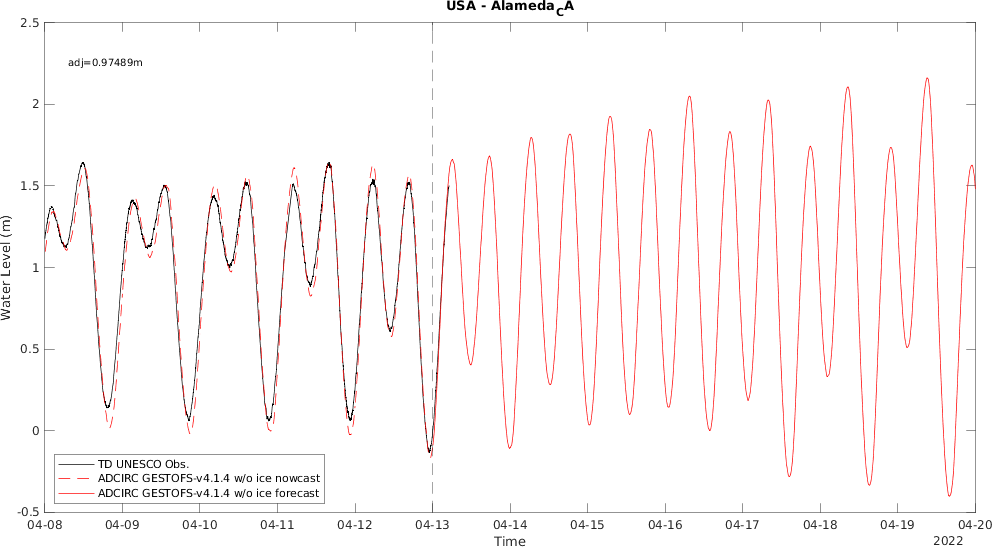 USA - Alameda_CA
2.5
adj=0.97489m
2
1.5
1
0.5
0
-0.5
Water Level (m)
TD UNESCO Obs.
ADCIRC GESTOFS-v4.1.4 w/o ice nowcast
ADCIRC GESTOFS-v4.1.4 w/o ice forecast
04-08 04-09 04-10 04-11 04-12 04-13 04-14 04-15 04-16 04-17 04-18 04-19 04-20
Time
2022